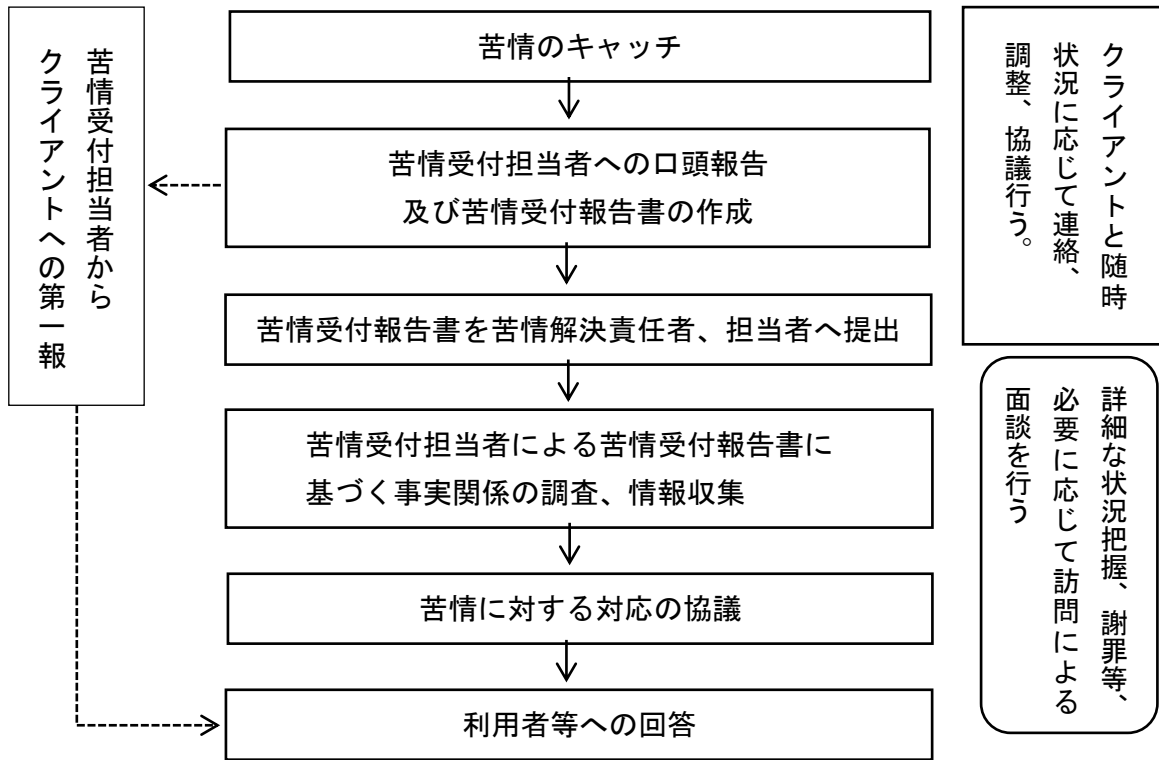 苦情のキャッチ
苦情受付担当者への口頭報告
及び苦情受付報告書の作成
苦情受付担当者から
クライアントへの第一報
苦情受付報告書を苦情解決責任者、担当者へ提出
苦情受付担当者による苦情受付報告書に
基づく事実関係の調査、情報収集
苦情に対する対応の協議
利用者等への回答
クライアントと随時
状況に応じて連絡、
調整、協議行う。
詳細な状況把握、謝罪等、
必要に応じて訪問による
面談を行う